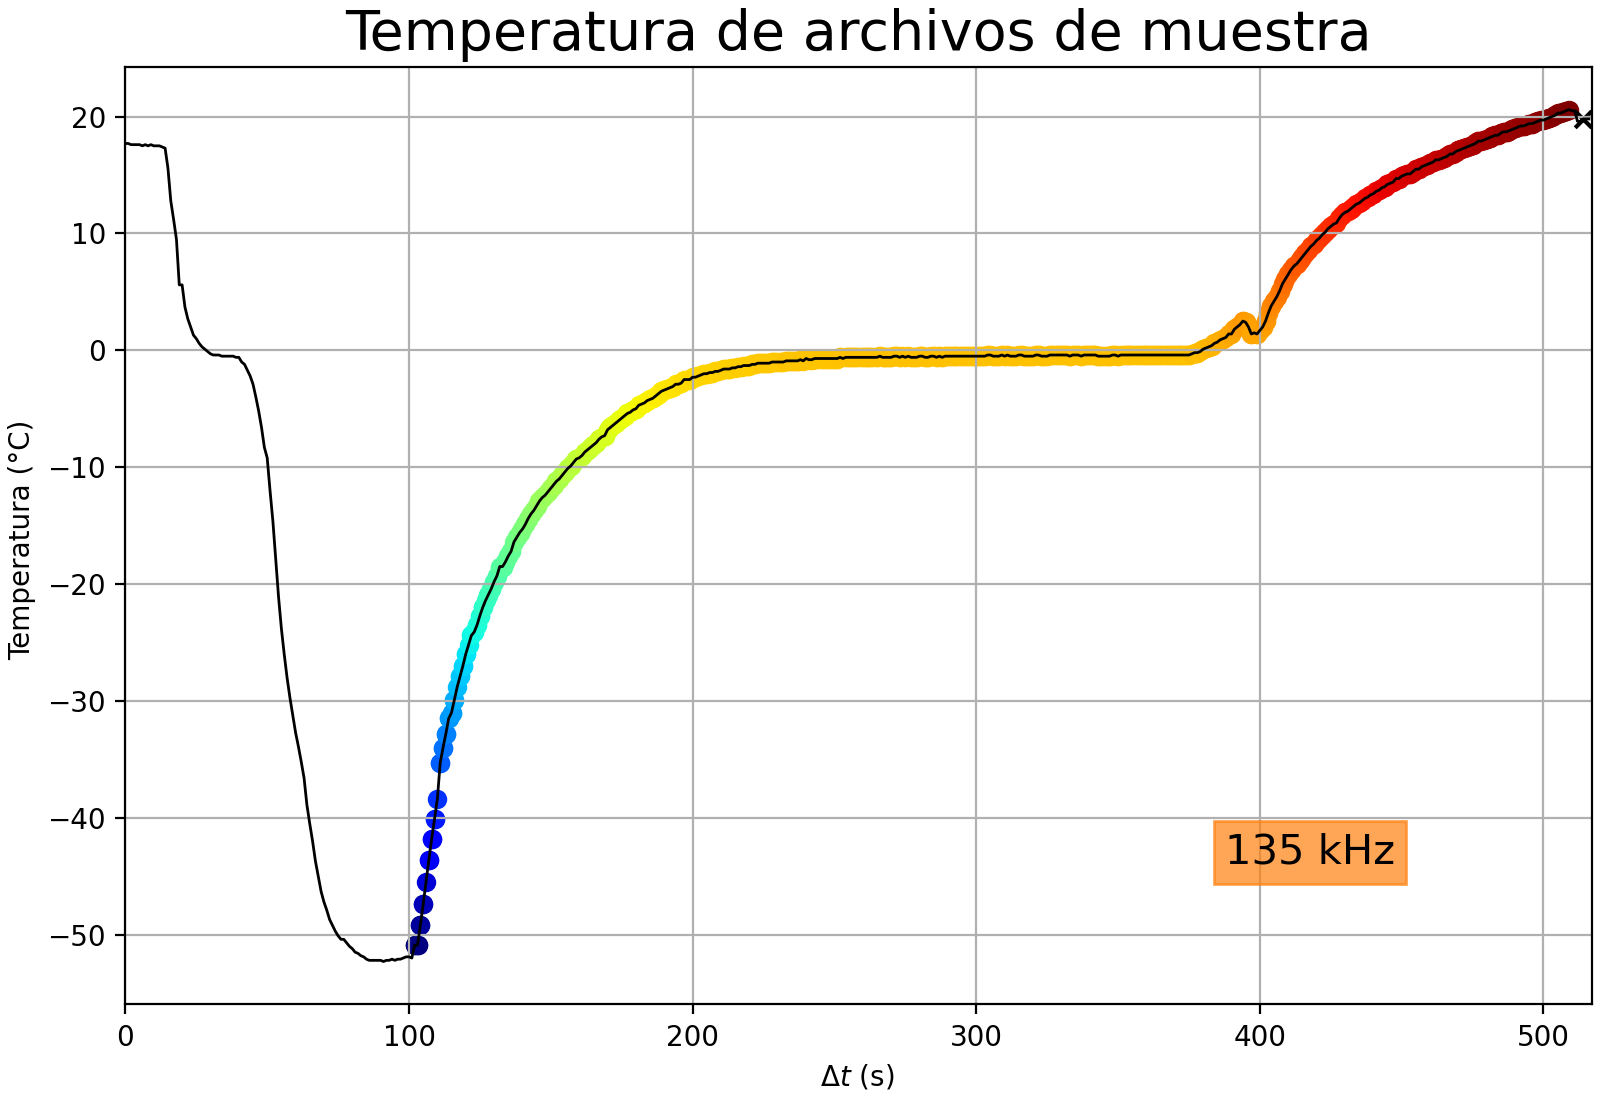 Temperatura de archivos de muestra
20
10
0
−10
−20
−30
−40
−50
Temperatura (°C)
135 kHz
0 100 200 300 400 500
Δt (s)